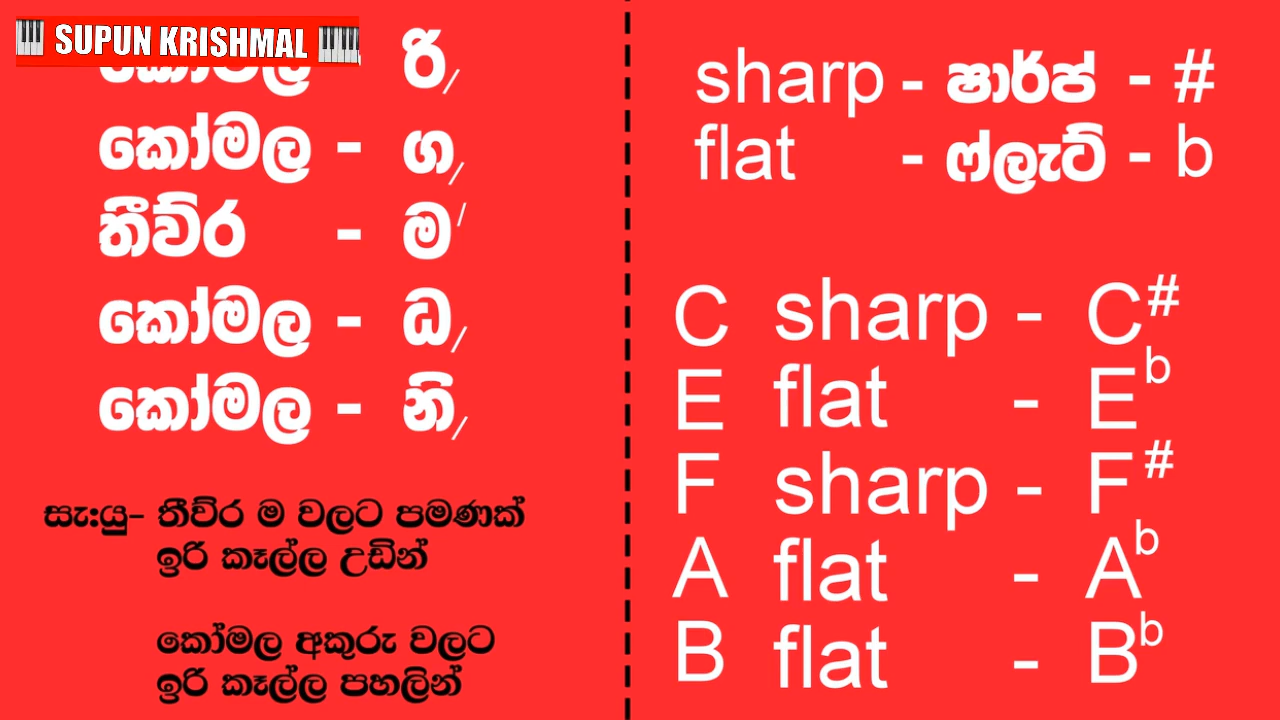 SUPUN KRISHMAL
කෝමල - රි/
කෝමල - ග/
තීව්ර - ම/
කෝමල - ධ/
කෝමල - නි/
සැ:යු- තීව්ර ම වලට පමණක්
ඉරි කෑල්ල උඩින්
කෝමල අකුරු වලට
ඉරි කෑල්ල පහලින්
sharp - ෂාර්ප් - #
flat - ෆ්ලැට් - b
C sharp - C#
E flat - Eb
F sharp - F#
A flat - Ab
B flat - Bb